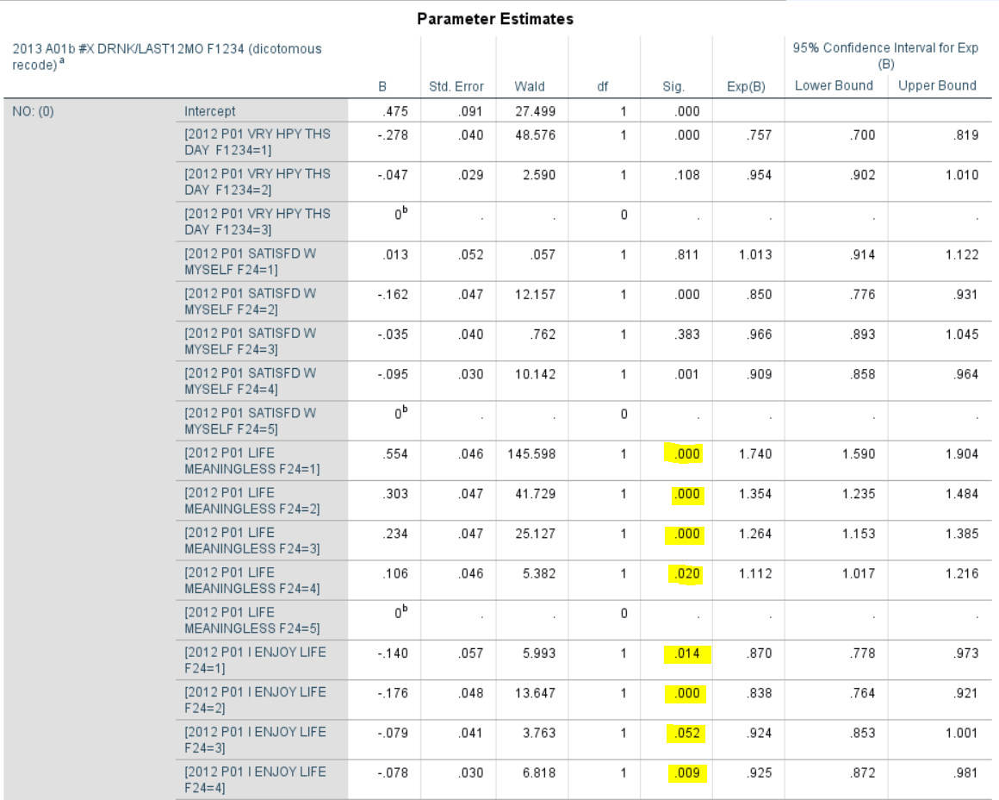 Parameter Estimates
2013 A01b #X DRNK/LAST12MO F1234 (dicotomous
recode) a
B Std. Error Wald df Sig. Exp(B) 95% Confidence Interval for Exp
(B)
Lower Bound Upper Bound
NO: (0) Intercept .475 .091 27.499 1 .000
[2012 P01 VRY HPY THS
DAY F1234=1] -.278 .040 48.576 1 .000 .757 .700 .819
[2012 P01 VRY HPY THS
DAY F1234=2] -.047 .029 2.590 1 .108 .954 .902 1.010
[2012 P01 VRY HPY THS
DAY F1234=3] 0b . . 0 . . . .
[2012 P01 SATISFD W
MYSELF F24=1] .013 .052 .057 1 .811 1.013 .914 1.122
[2012 P01 SATISFD W
MYSELF F24=2] -.162 .047 12.157 1 .000 .850 .776 .931
[2012 P01 SATISFD W
MYSELF F24=3] -.035 .040 .762 1 .383 .966 .893 1.045
[2012 P01 SATISFD W
MYSELF F24=4] -.095 .030 10.142 1 .001 .909 .858 .964
[2012 P01 SATISFD W
MYSELF F24=5] 0b . . 0 . . . .
[2012 P01 LIFE
MEANINGLESS F24=1] .554 .046 145.598 1 .000 1.740 1.590 1.904
[2012 P01 LIFE
MEANINGLESS F24=2] .303 .047 41.729 1 .000 1.354 1.235 1.484
[2012 P01 LIFE
MEANINGLESS F24=3] .234 .047 25.127 1 .000 1.264 1.153 1.385
[2012 P01 LIFE
MEANINGLESS F24=4] .106 .046 5.382 1 .020 1.112 1.017 1.216
[2012 P01 LIFE
MEANINGLESS F24=5] 0b . . 0 . . . .
[2012 P01 I ENJOY LIFE
F24=1] -.140 .057 5.993 1 .014 .870 .778 .973
[2012 P01 I ENJOY LIFE
F24=2] -.176 .048 13.647 1 .000 .838 .764 .921
[2012 P01 I ENJOY LIFE
F24=3] -.079 .041 3.763 1 .052 .924 .853 1.001
[2012 P01 I ENJOY LIFE
F24=4] -.078 .030 6.818 1 .009 .925 .872 .981